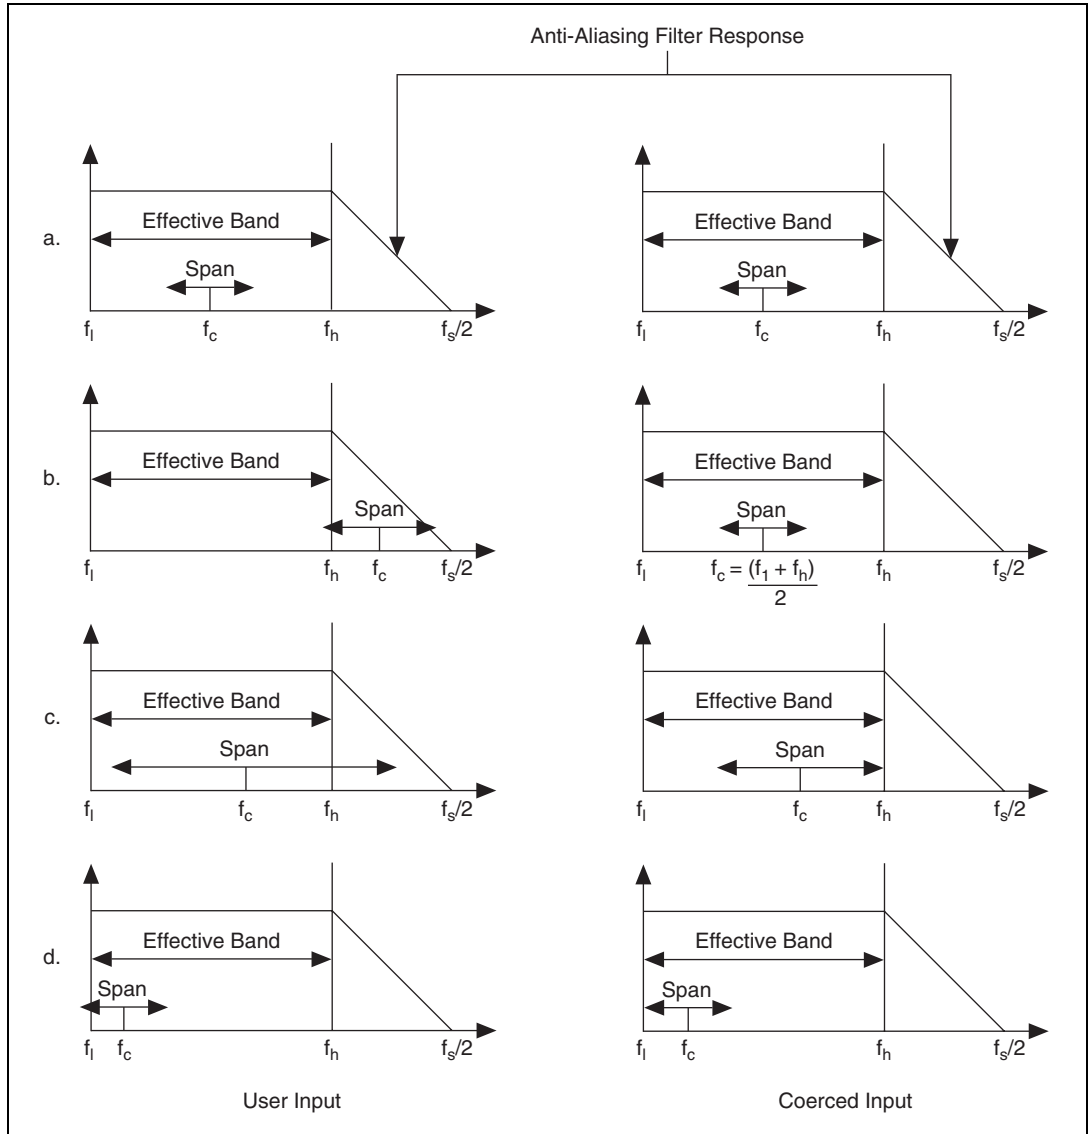 Anti-Aliasing Filter Response
a.
Effective Band
Span
f_l f_c f_h f_s/2
Effective Band
Span
f_l f_c f_h f_s/2
b.
Effective Band
Span
f_l f_h f_c f_s/2
Effective Band
Span
f_l f_c = (f_1 + f_h) f_h f_s/2
2
c.
Effective Band
Span
f_l f_c f_h f_s/2
Effective Band
Span
f_l f_c f_h f_s/2
d.
Effective Band
Span
f_l f_c f_h f_s/2
Effective Band
Span
f_l f_c f_h f_s/2
User Input
Coerced Input